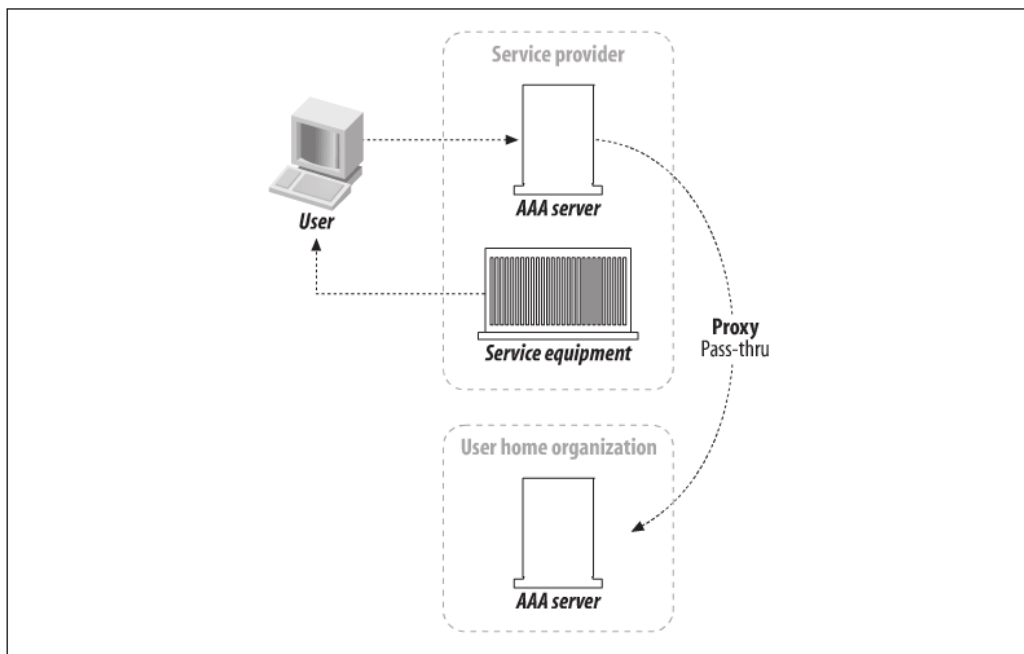 Service provider
AAA server
User
Service equipment
Proxy
Pass-thru
User home organization
AAA server